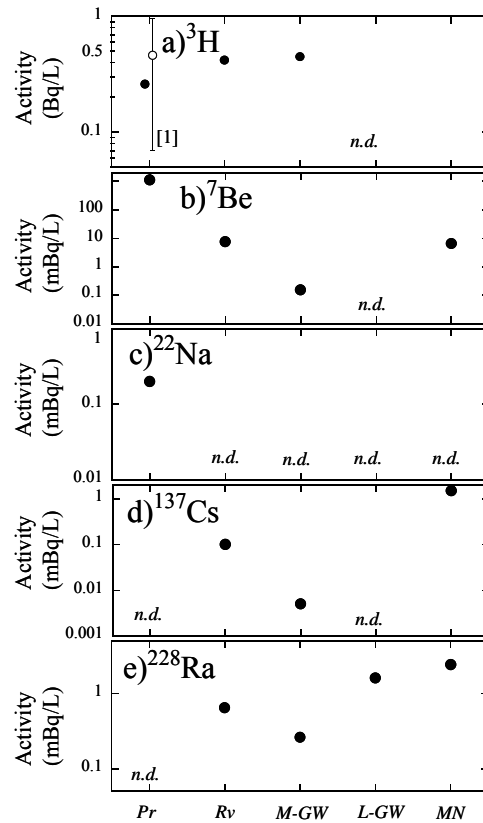 1
0.5
0.1
Activity
(Bq/L)
a)³H
[1]
n.d.
100
10
1
0.1
0.01
Activity
(mBq/L)
b)⁷Be
n.d.
1
0.1
0.01
Activity
(mBq/L)
c)²²Na
n.d. n.d. n.d. n.d.
1
0.1
0.01
0.001
Activity
(mBq/L)
d)¹³⁷Cs
n.d. n.d.
1
0.1
Activity
(mBq/L)
e)²²⁸Ra
n.d.
Pr Rv M-GW L-GW MN